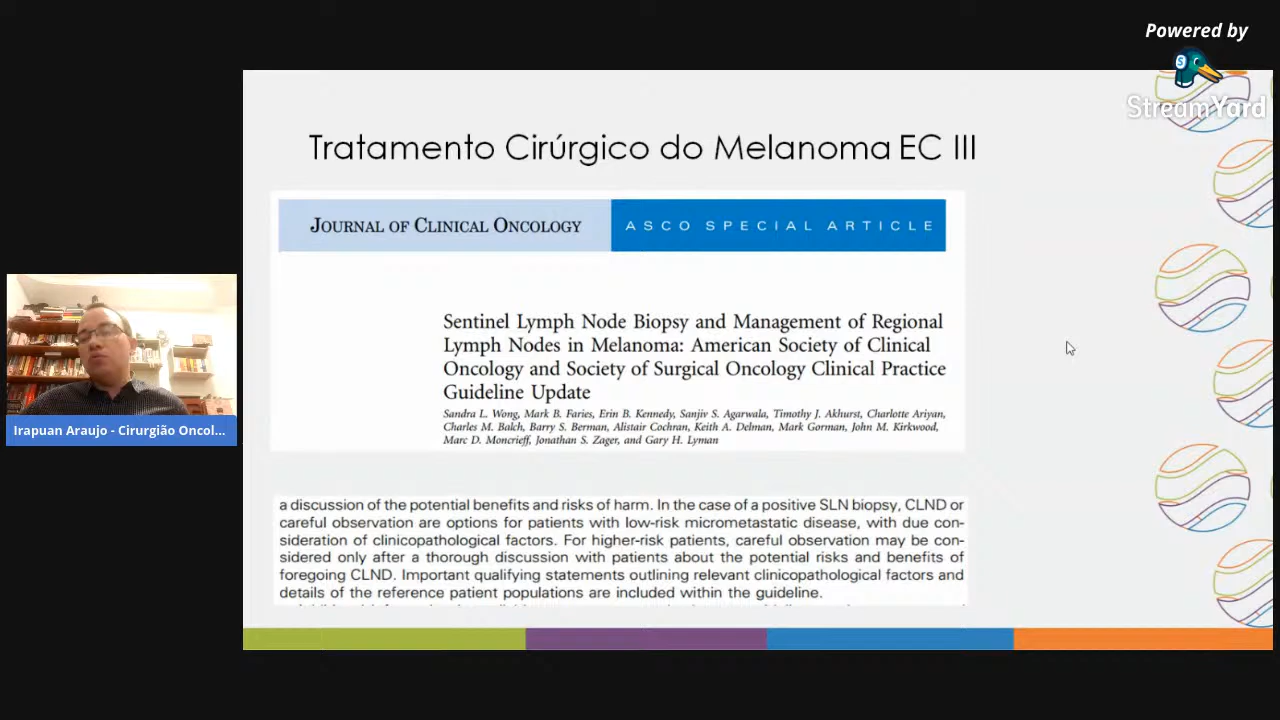 Powered by
StreamYard
Tratamento Cirúrgico do Melanoma EC III
JOURNAL OF CLINICAL ONCOLOGY
ASCO SPECIAL ARTICLE
Sentinel Lymph Node Biopsy and Management of Regional
Lymph Nodes in Melanoma: American Society of Clinical
Oncology and Society of Surgical Oncology Clinical Practice
Guideline Update
Sandra L. Wong, Mark B. Faries, Erin B. Kennedy, Sanjiv S. Agarwala, Timothy J. Akhurst, Charlotte Ariyan,
Charles M. Balch, Barry S. Berman, Alistair Cochran, Keith A. Delman, Mark Gorman, John M. Kirkwood,
Marc D. Moncrieff, Jonathan S. Zager, and Gary H. Lyman
a discussion of the potential benefits and risks of harm. In the case of a positive SLN biopsy, CLND or
careful observation are options for patients with low-risk micrometastatic disease, with due con-
sideration of clinicopathological factors. For higher-risk patients, careful observation may be con-
sidered only after a thorough discussion with patients about the potential risks and benefits of
foregoing CLND. Important qualifying statements outlining relevant clinicopathological factors and
details of the reference patient populations are included within the guideline.
Irapuan Araujo - Cirurgião Oncol...